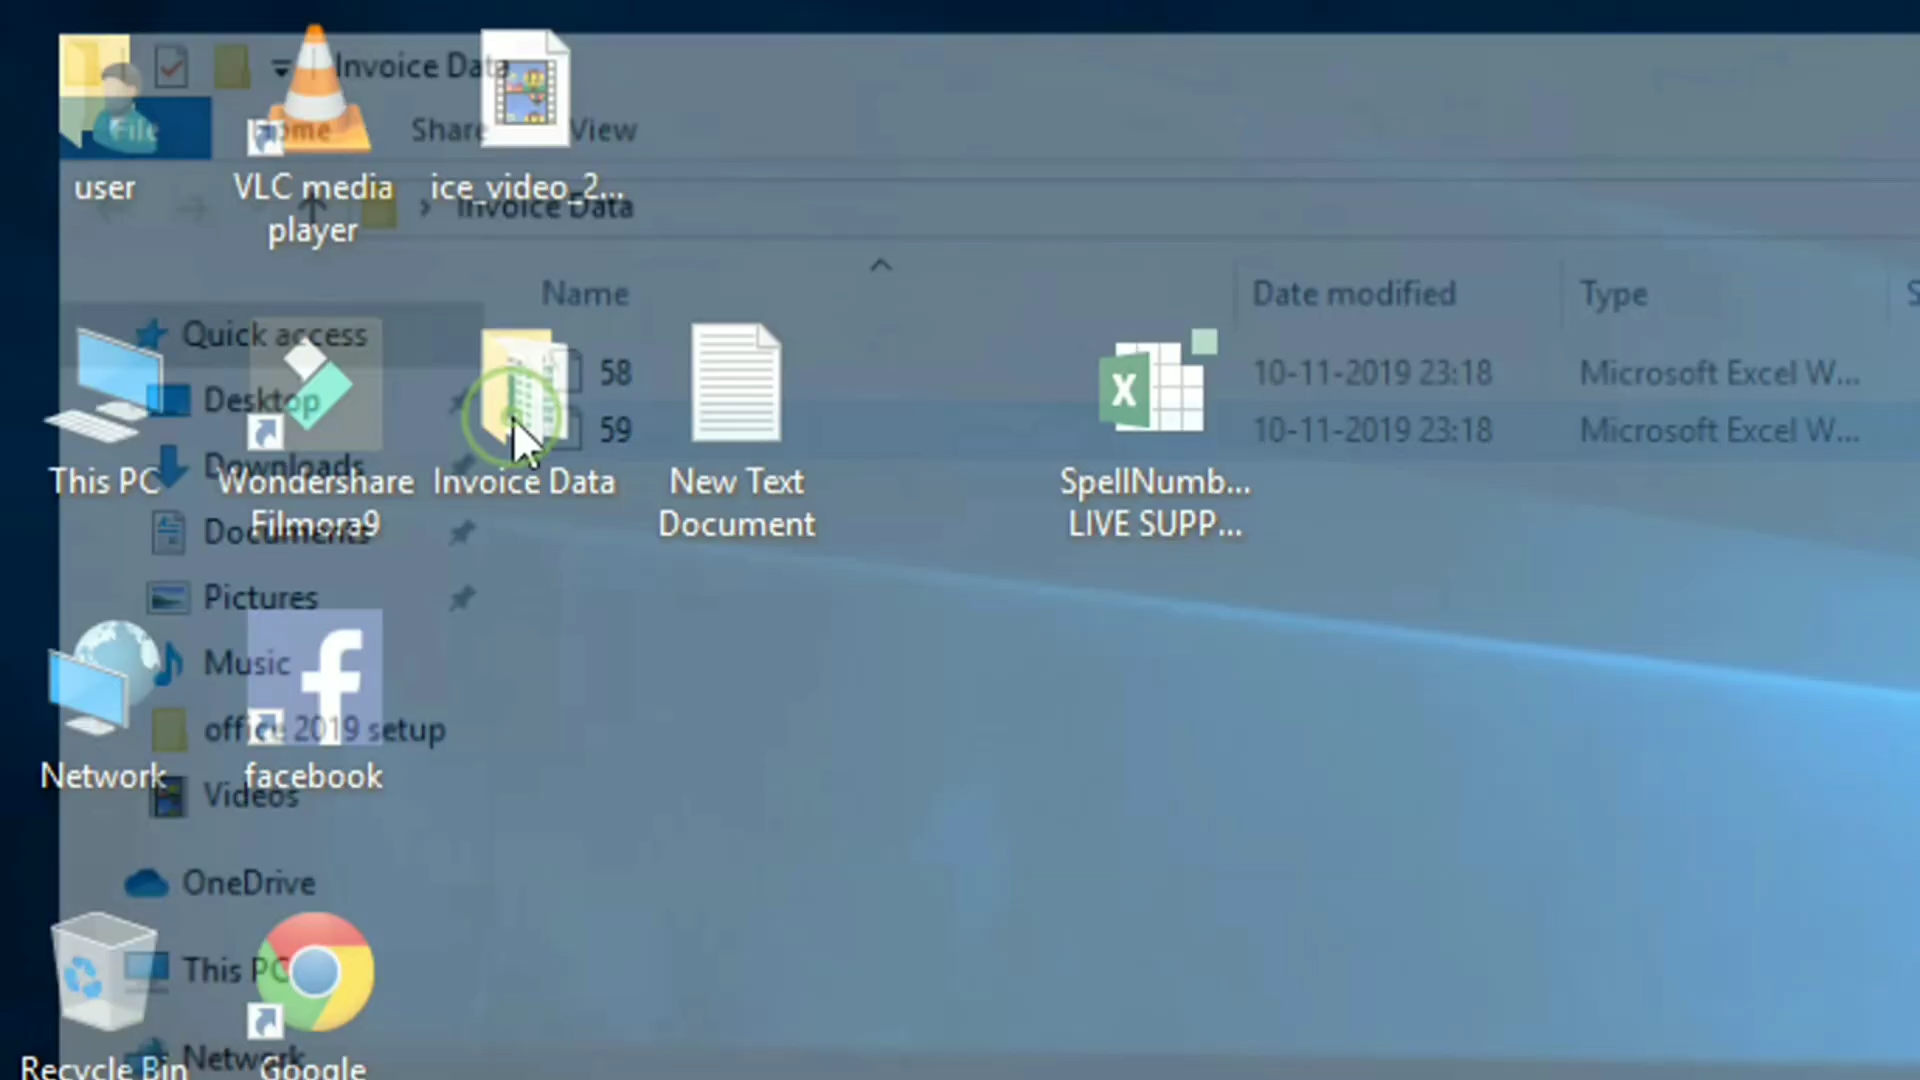 Invoice Data
File Home Share View
user
VLC media
player
ice_video_2...
Invoice Data
Name
Date modified
Type
Quick access
58
10-11-2019 23:18
Microsoft Excel W...
Desktop
59
10-11-2019 23:18
Microsoft Excel W...
This PC
Downloads
Wondershare
Filmora9
Invoice Data
New Text
Document
SpellNumb...
LIVE SUPP...
Documents
Pictures
Music
office 2019 setup
Network
facebook
Videos
OneDrive
This PC
Network
Recycle Bin
Google